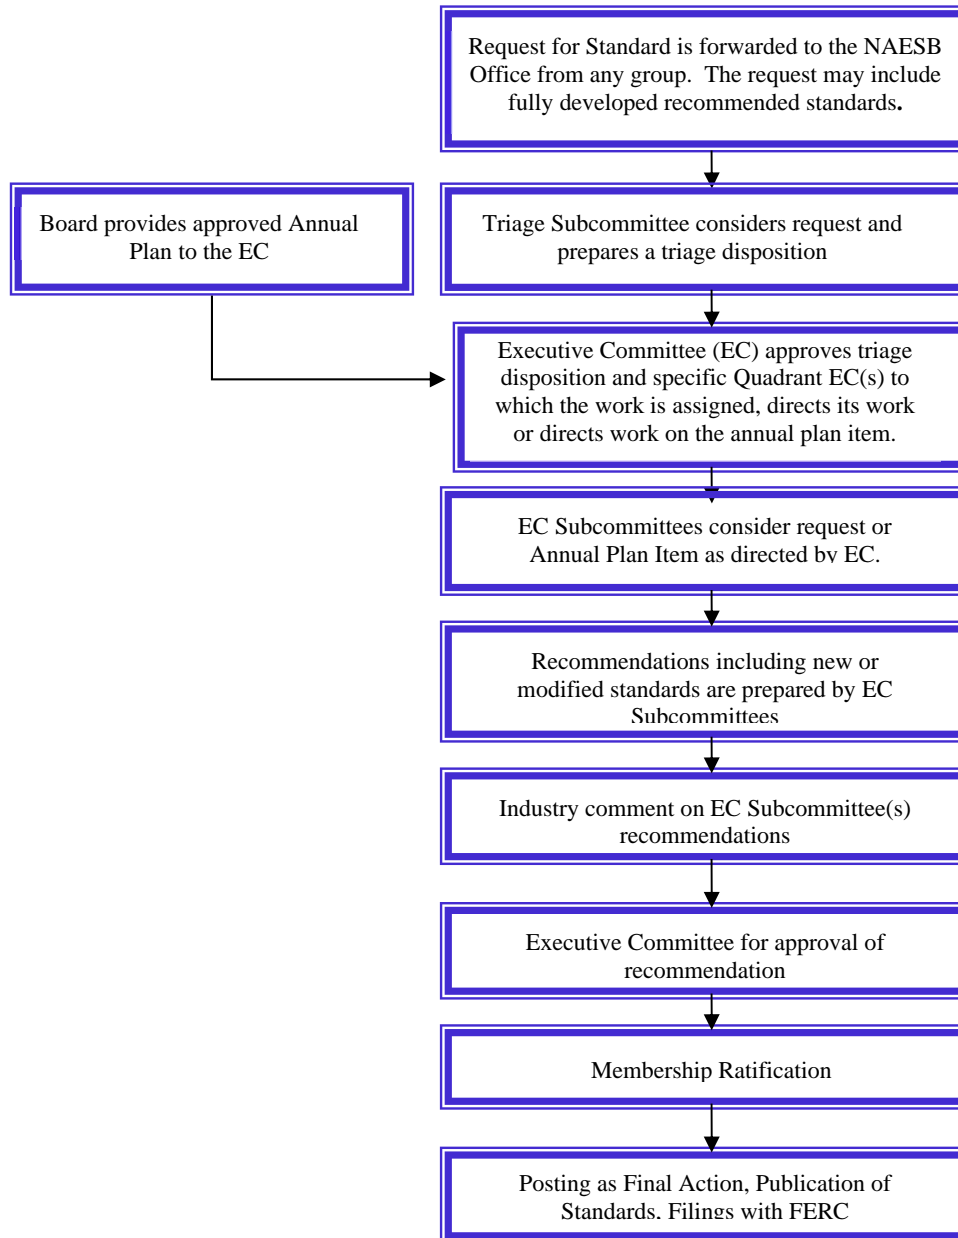 Request for Standard is forwarded to the NAESB
Office from any group.  The request may include
fully developed recommended standards.
Board provides approved Annual
Plan to the EC
Triage Subcommittee considers request and
prepares a triage disposition
Executive Committee (EC) approves triage
disposition and specific Quadrant EC(s) to
which the work is assigned, directs its work
or directs work on the annual plan item.
EC Subcommittees consider request or
Annual Plan Item as directed by EC.
Recommendations including new or
modified standards are prepared by EC
Subcommittees
Industry comment on EC Subcommittee(s)
recommendations
Executive Committee for approval of
recommendation
Membership Ratification
Posting as Final Action, Publication of
Standards, Filings with FERC